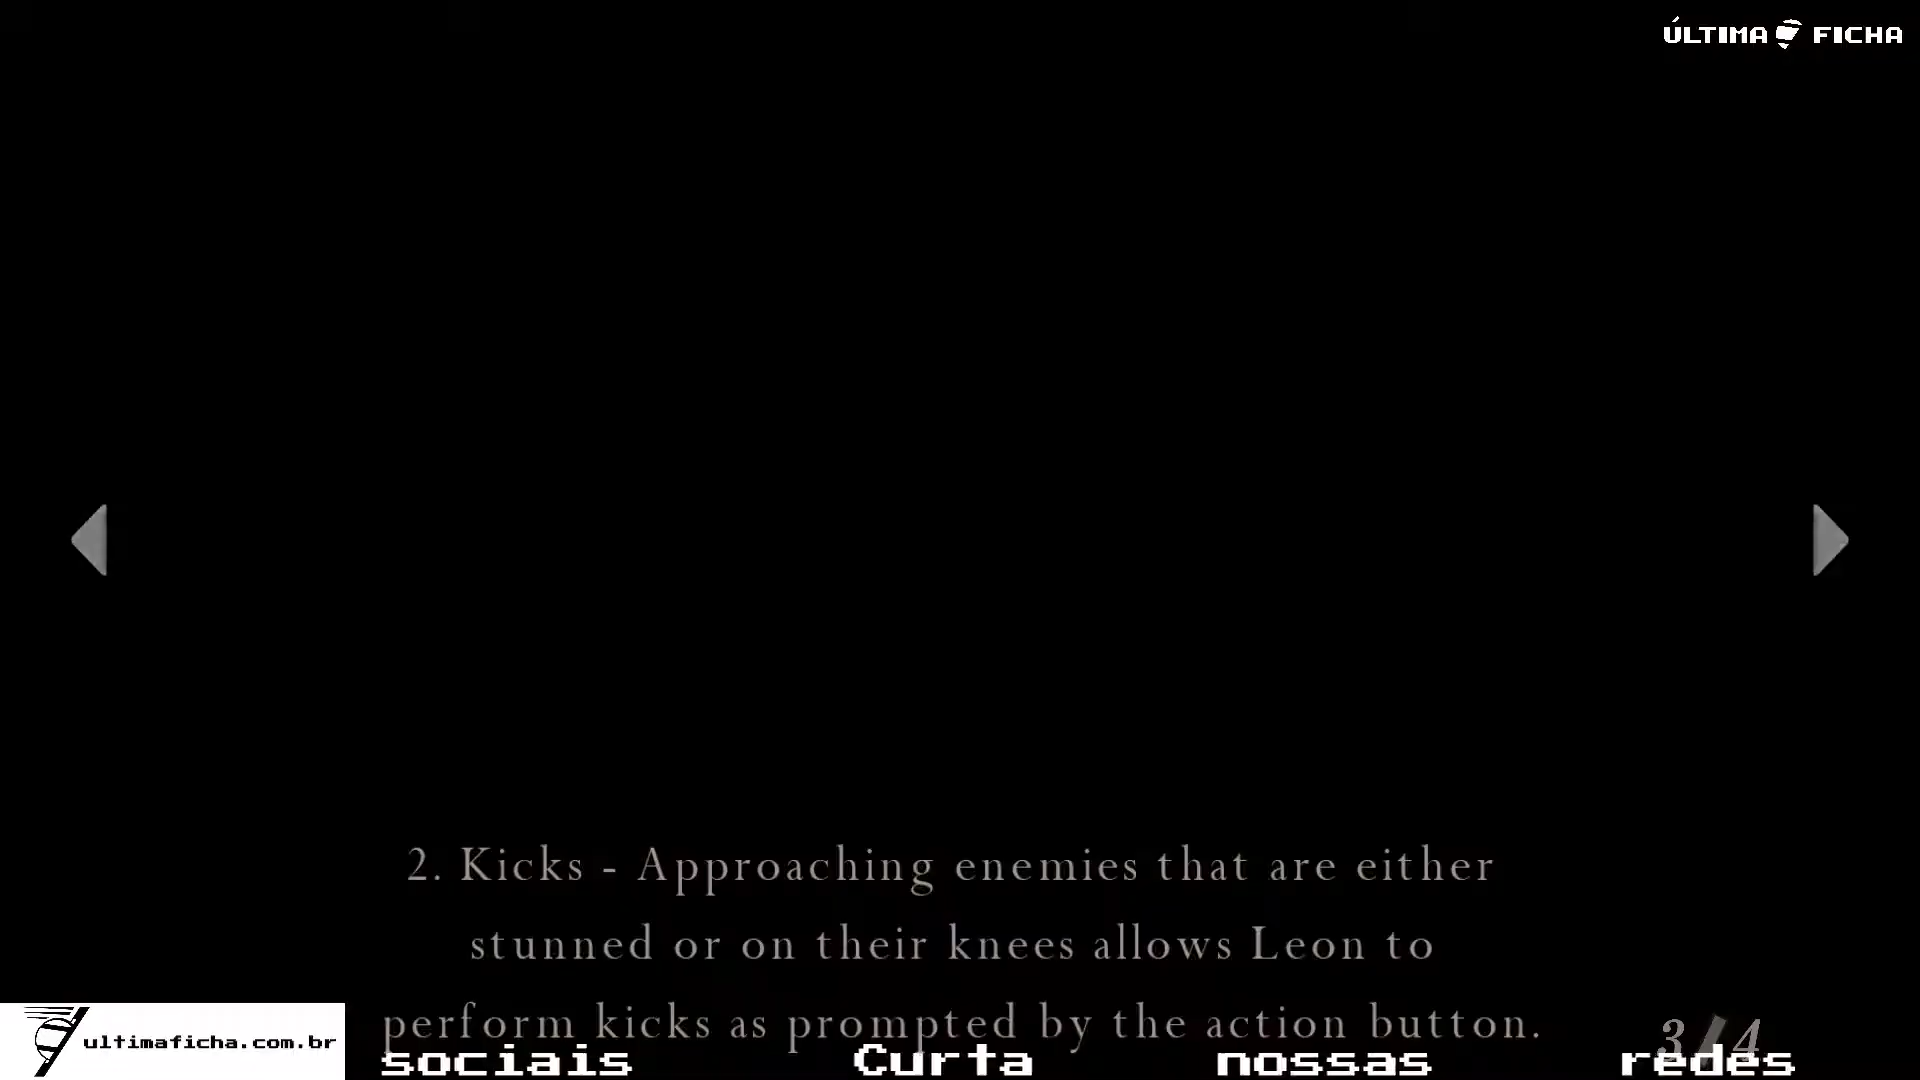 ÚLTIMA FICHA
2. Kicks - Approaching enemies that are either
stunned or on their knees allows Leon to
perform kicks as prompted by the action button.
3/4
ultimaficha.com.br
sociais Curta nossas redes